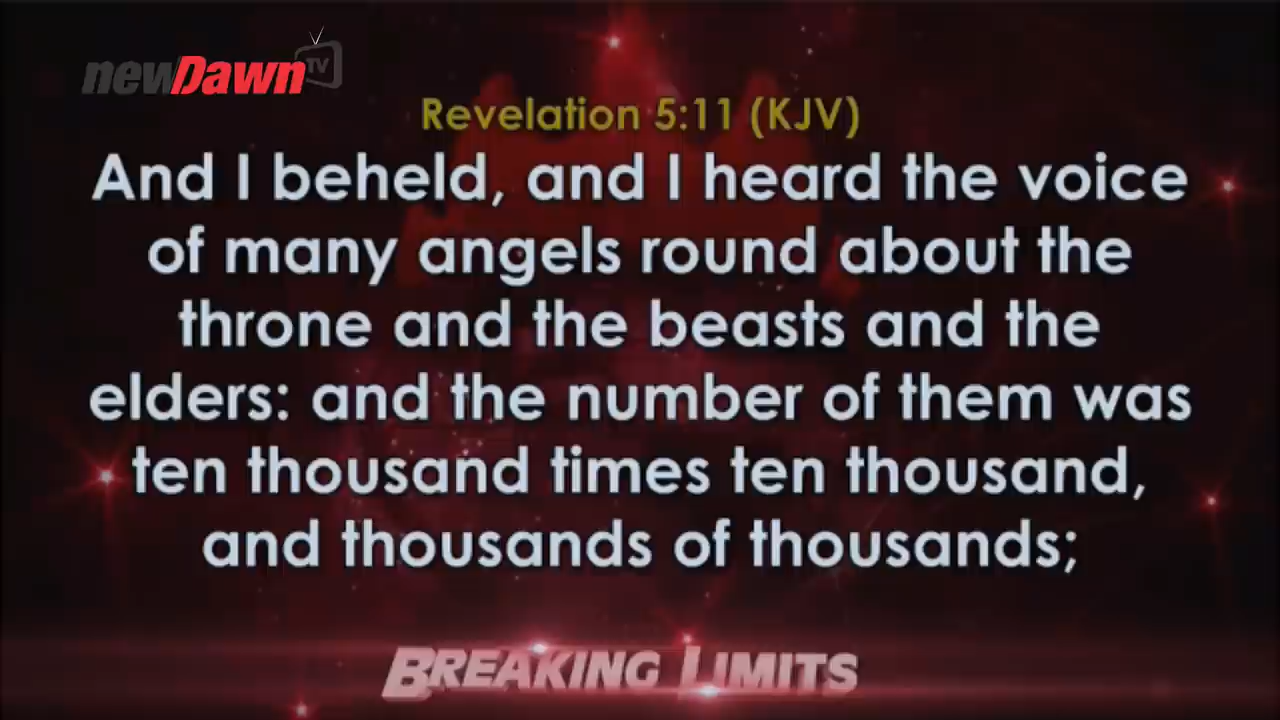 newDawn TV
Revelation 5:11 (KJV)
And I beheld, and I heard the voice
of many angels round about the
throne and the beasts and the
elders: and the number of them was
ten thousand times ten thousand,
and thousands of thousands;
BREAKING LIMITS